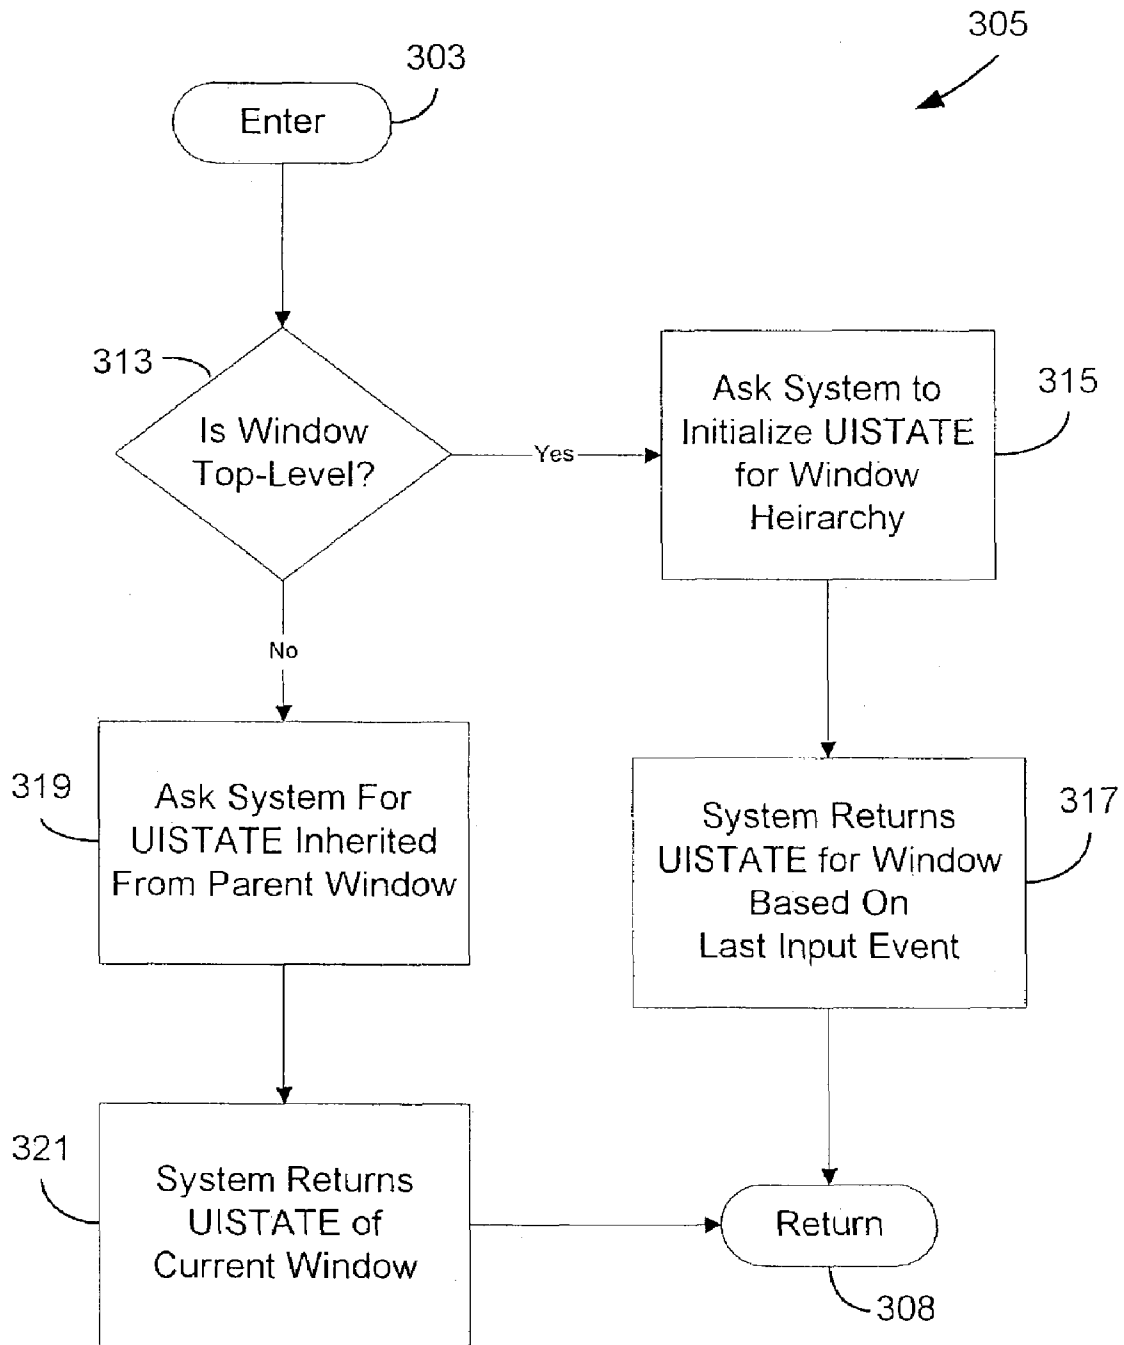 305
303
Enter
313
Is Window
Top-Level?
Yes
Ask System to
Initialize UISTATE
for Window
Heirarchy
315
No
319
Ask System For
UISTATE Inherited
From Parent Window
System Returns
UISTATE for Window
Based On
Last Input Event
317
321
System Returns
UISTATE of
Current Window
Return
308